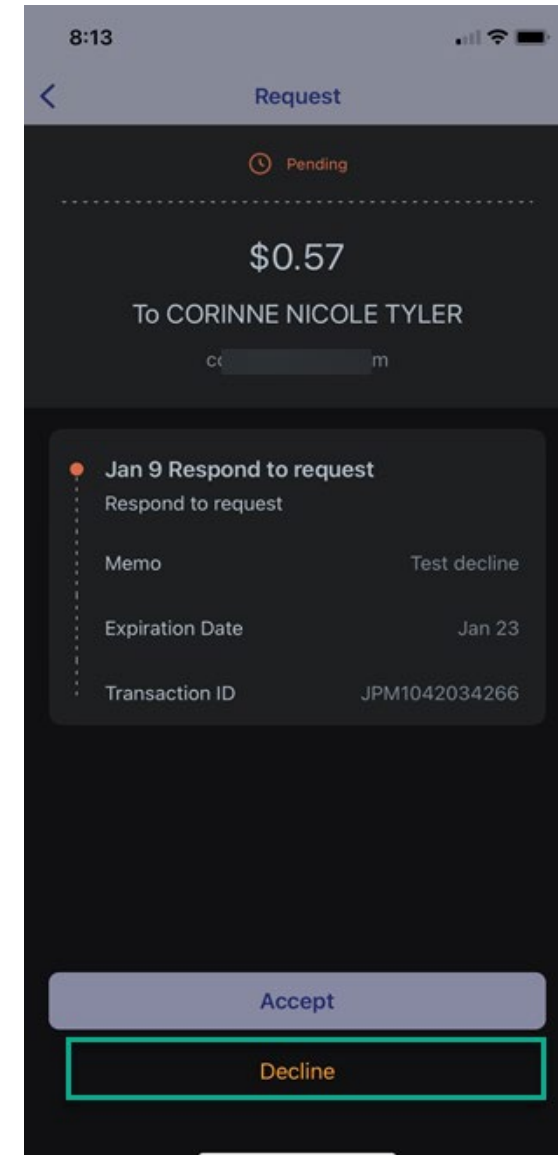 8:13
Request
Pending
$0.57
To CORINNE NICOLE TYLER
Jan 9 Respond to request
Respond to request
Memo Test decline
Expiration Date Jan 23
Transaction ID JPM1042034266
Accept
Decline